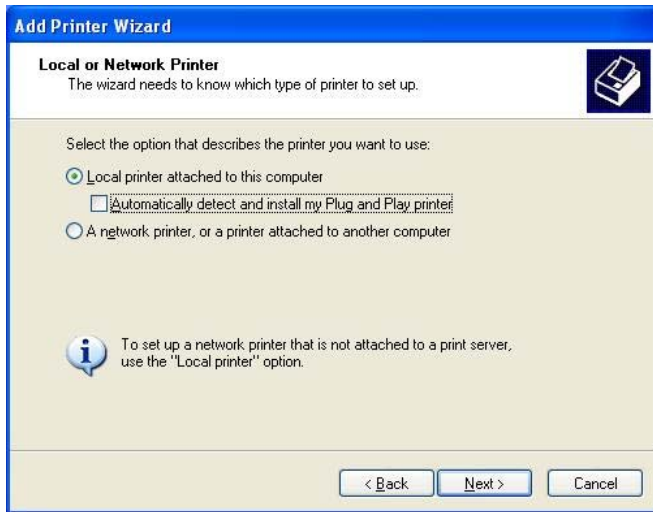 Add Printer Wizard
Local or Network Printer
The wizard needs to know which type of printer to set up.
Select the option that describes the printer you want to use:
Local printer attached to this computer
Automatically detect and install my Plug and Play printer
A network printer, or a printer attached to another computer
To set up a network printer that is not attached to a print server,
use the "Local printer" option.
< Back
Next >
Cancel